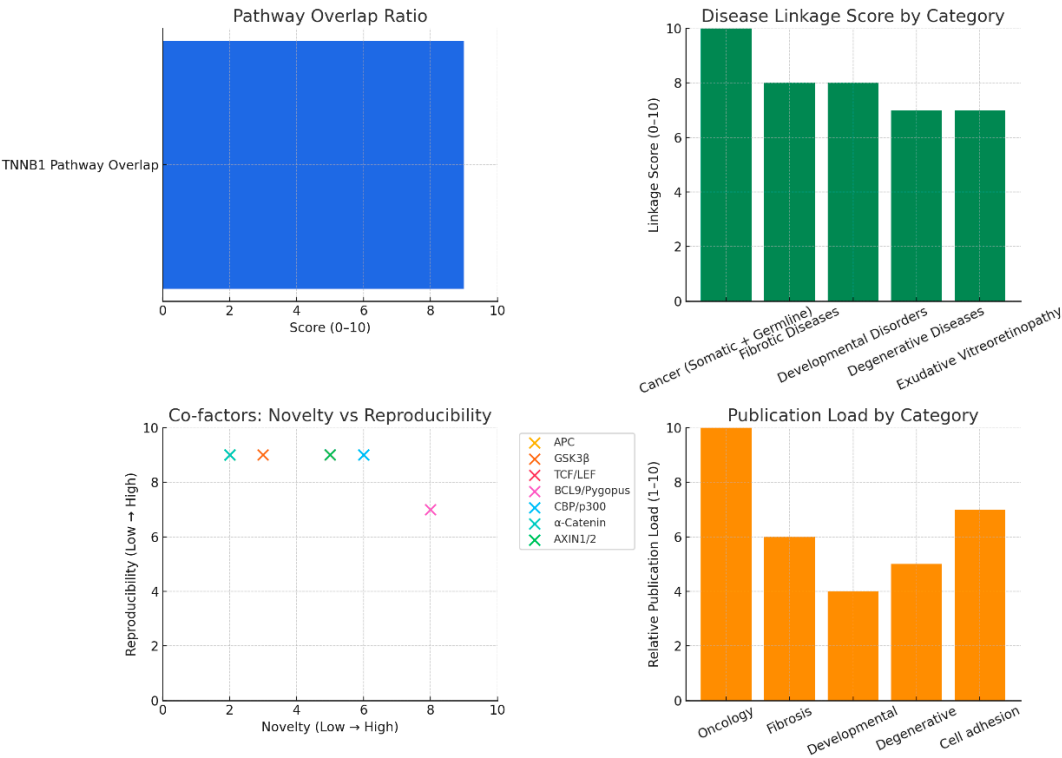 Pathway Overlap Ratio
TNNB1 Pathway Overlap
0 2 4 6 8 10
Score (0–10)
Disease Linkage Score by Category
Linkage Score (0–10)
10
8
6
4
2
0
Cancer (Somatic + Germline)
Fibrotic Diseases
Developmental Disorders
Degenerative Diseases
Exudative Vitreoretinopathy
Co-factors: Novelty vs Reproducibility
Reproducibility (Low → High)
10
8
6
4
2
0
0 2 4 6 8 10
Novelty (Low → High)
APC
GSK3β
TCF/LEF
BCL9/Pygopus
CBP/p300
α-Catenin
AXIN1/2
Publication Load by Category
Relative Publication Load (1–10)
10
8
6
4
2
0
Oncology
Fibrosis
Developmental
Degenerative
Cell adhesion